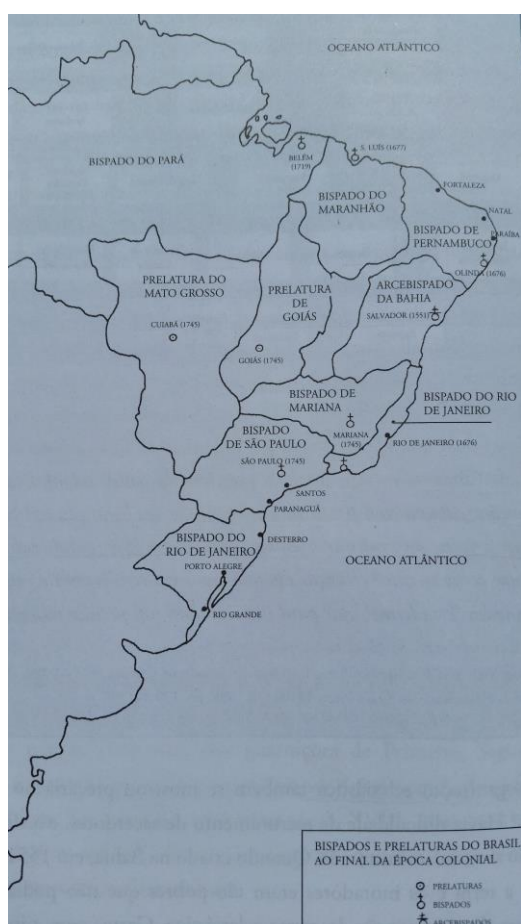 OCEANO ATLÂNTICO
BISPADO DO PARÁ
BELÉM
(1719)
S. LUÍS (1677)
FORTALEZA
BISPADO DO
MARANHÃO
NATAL
PARAÍBA
BISPADO DE
PERNAMBUCO
OLINDA (1676)
PRELATURA DO
MATO GROSSO
PRELATURA
DE
GOIÁS
ARCEBISPADO
DA BAHIA
SALVADOR (1551)
CUIABÁ (1745)
GOIÁS (1745)
BISPADO DE
MARIANA
BISPADO DO RIO
DE JANEIRO
MARIANA
(1745)
RIO DE JANEIRO (1676)
BISPADO
DE SÃO PAULO
SÃO PAULO (1745)
SANTOS
PARANAGUÁ
BISPADO DO
RIO DE JANEIRO
DESTERRO
PORTO ALEGRE
OCEANO ATLÂNTICO
RIO GRANDE
BISPADOS E PRELATURAS DO BRASIL
AO FINAL DA ÉPOCA COLONIAL
PRELATURAS
BISPADOS
ARCEBISPADOS